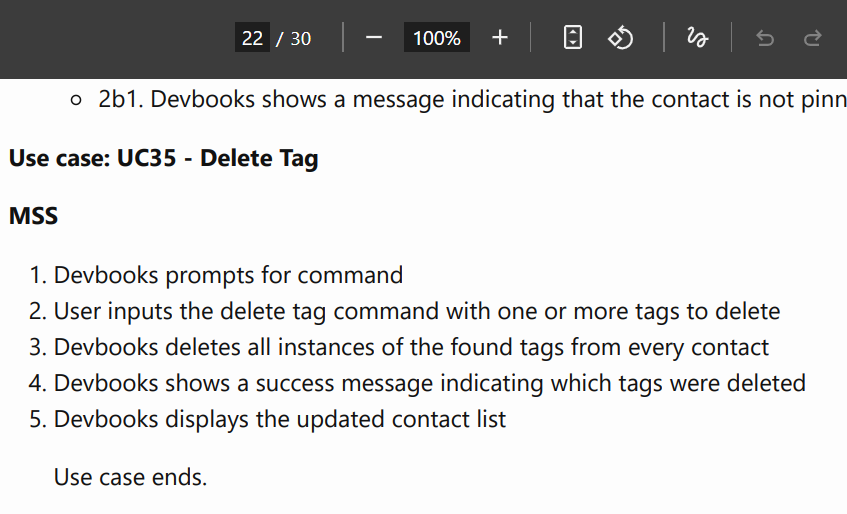 22 / 30 100%
2b1. Devbooks shows a message indicating that the contact is not pinn
Use case: UC35 - Delete Tag
MSS
1. Devbooks prompts for command
2. User inputs the delete tag command with one or more tags to delete
3. Devbooks deletes all instances of the found tags from every contact
4. Devbooks shows a success message indicating which tags were deleted
5. Devbooks displays the updated contact list
Use case ends.